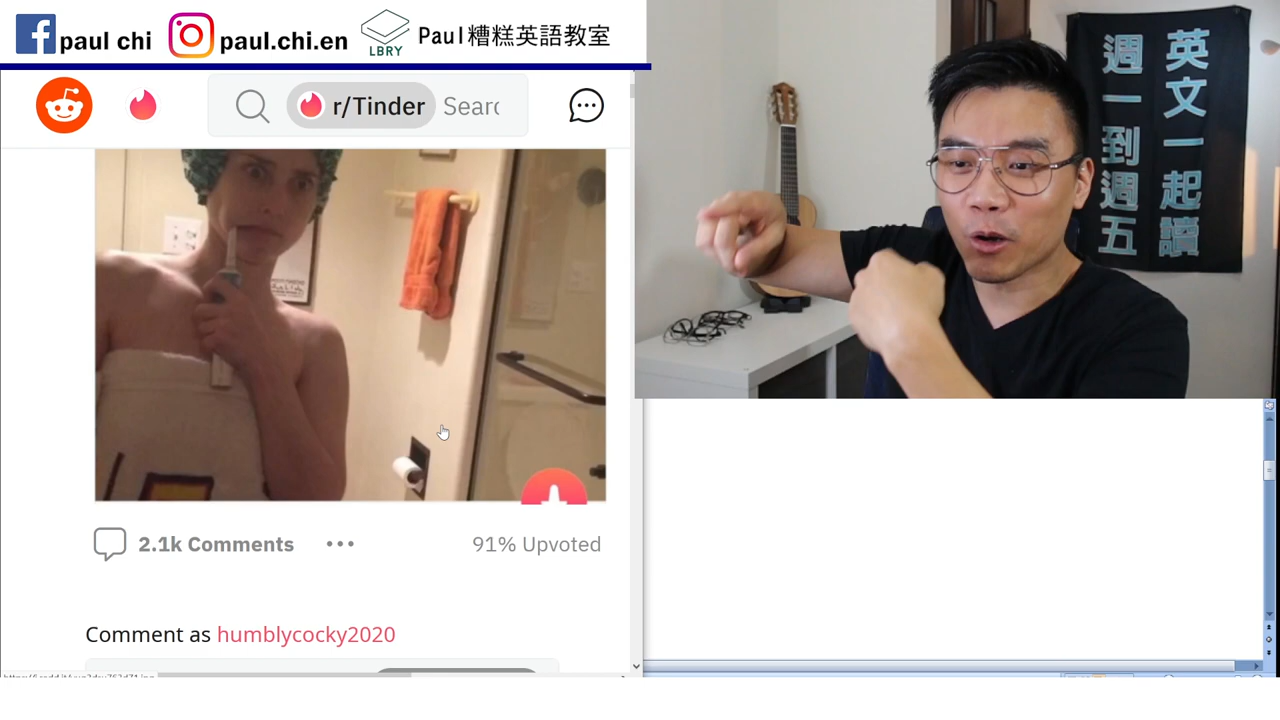 paul chi
paul.chi.en
LBRY
Paul糟糕英語教室
r/Tinder
Searc
英文一起讀
週一到週五
2.1k Comments
91% Upvoted
Comment as humblycocky2020